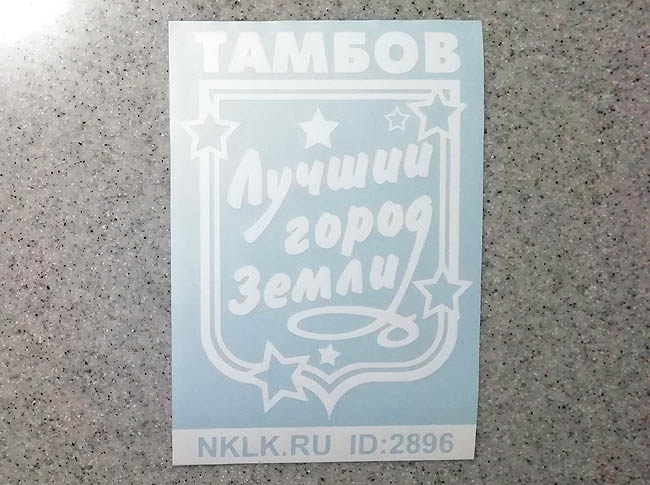 ТАМБОВ
Лучший
город
Земли
NKLK.RU ID:2896